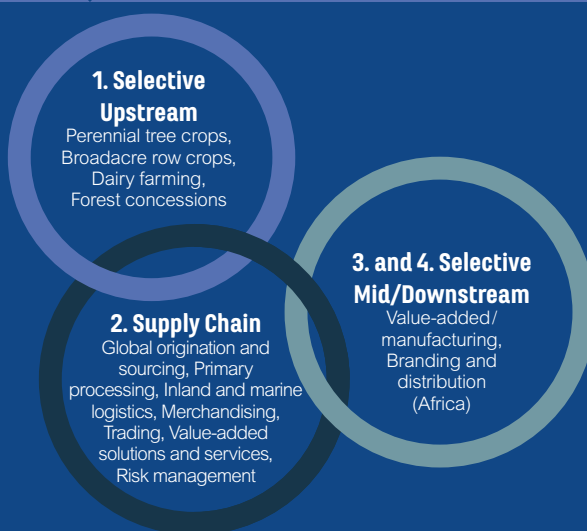 1. Selective
Upstream
Perennial tree crops,
Broadacre row crops,
Dairy farming,
Forest concessions
2. Supply Chain
Global origination and
sourcing, Primary
processing, Inland and marine
logistics, Merchandising,
Trading, Value-added
solutions and services,
Risk management
3. and 4. Selective
Mid/Downstream
Value-added/
manufacturing,
Branding and
distribution
(Africa)